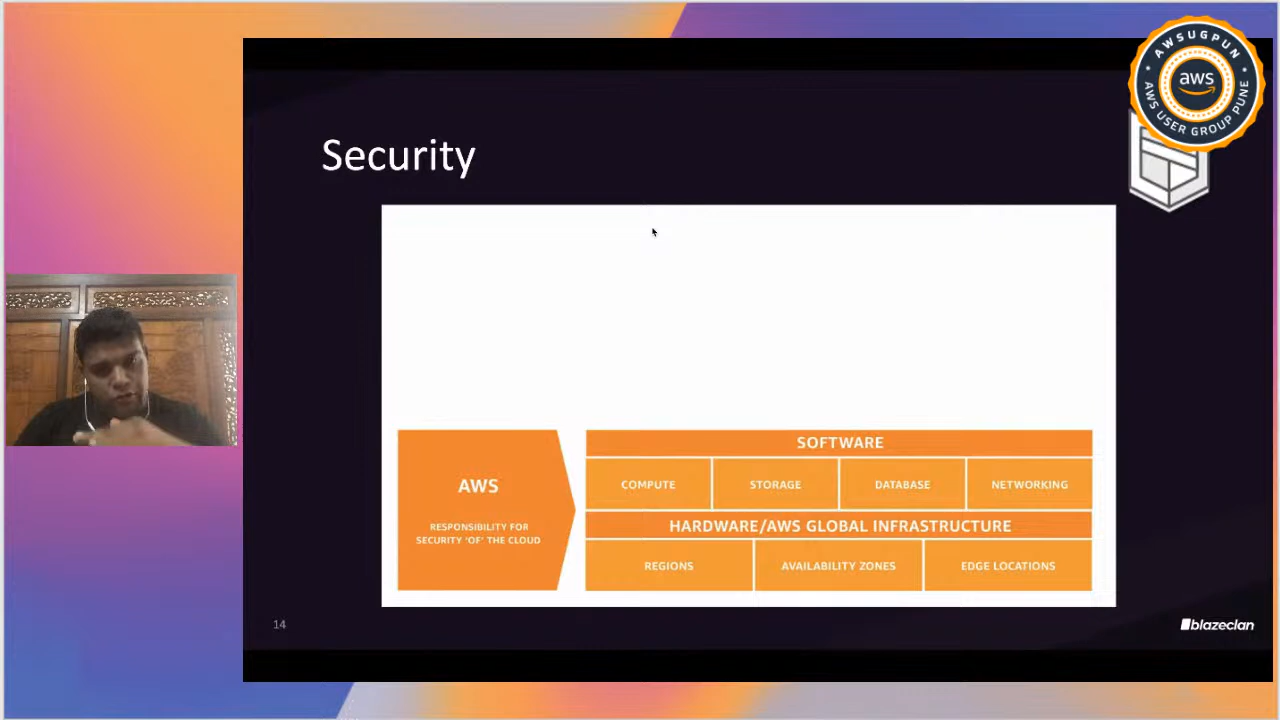 AWSUGPUN
aws
AWS USER GROUP PUNE
Security
AWS
RESPONSIBILITY FOR
SECURITY ‘OF’ THE CLOUD
SOFTWARE
COMPUTE STORAGE DATABASE NETWORKING
HARDWARE/AWS GLOBAL INFRASTRUCTURE
REGIONS AVAILABILITY ZONES EDGE LOCATIONS
14
blazeclan